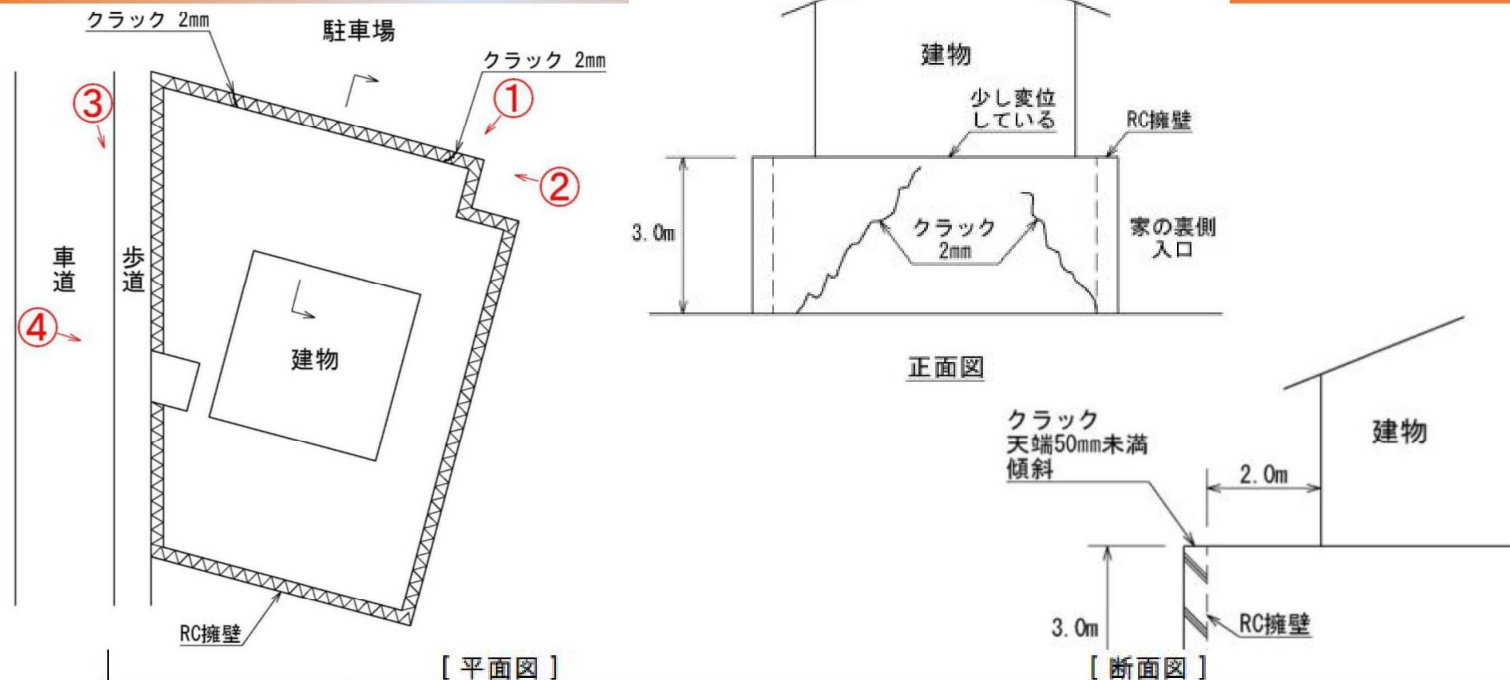 クラック 2mm
駐車場
クラック 2mm
①
②
③
④
車道
歩道
建物
RC擁壁
[ 平面図 ]
建物
少し変位
している
RC擁壁
3.0m
クラック
2mm
家の裏側
入口
正面図
クラック
天端50mm未満
傾斜
2.0m
建物
3.0m
RC擁壁
[ 断面図 ]